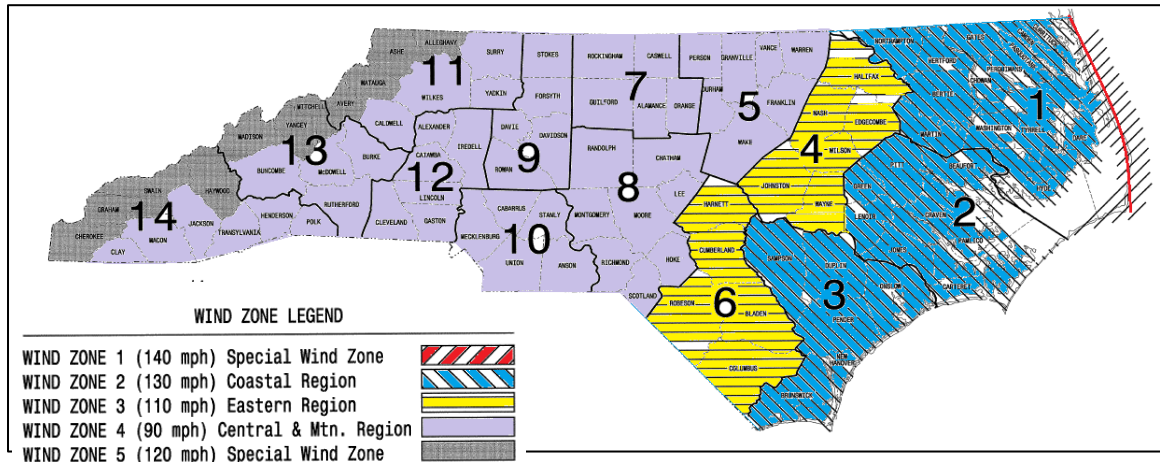 ASHE
ALLEGHANY
SURRY
STOKES
ROCKINGHAM
CASWELL
PERSON
GRANVILLE
VANCE
WARREN
NORTHAMPTON
GATES
CAMDEN
CURRITUCK
HERTFORD
HALIFAX
PERQUIMANS
CHOWAN
BERTIE
WATAUGA
11
WILKES
YADKIN
FORSYTH
7
GUILFORD
ALAMANCE
ORANGE
DURHAM
5
FRANKLIN
NASH
EDGECOMBE
1
MITCHELL
AVERY
CALDWELL
ALEXANDER
DAVIE
DAVIDSON
IREDELL
MARTIN
WASHINGTON
TYRRELL
DARE
MADISON
YANCEY
13
BURKE
CATAWBA
12
ROWAN
9
RANDOLPH
CHATHAM
WAKE
4
WILSON
PITT
BEAUFORT
HYDE
BUNCOMBE
McDOWELL
LINCOLN
JOHNSTON
WAYNE
GREEN
SWAIN
HAYWOOD
RUTHERFORD
CLEVELAND
GASTON
CABARRUS
STANLY
MONTGOMERY
8
MOORE
LEE
HARNETT
LENOIR
CRAVEN
2
PAMLICO
GRAHAM
14
JACKSON
HENDERSON
POLK
MECKLENBURG
10
CHEROKEE
MACON
TRANSYLVANIA
CLAY
UNION
ANSON
RICHMOND
HOKE
CUMBERLAND
SAMPSON
DUPLIN
JONES
ONSLOW
CARTERET
SCOTLAND
ROBESON
6
BLADEN
3
PENDER
NEW
HANOVER
COLUMBUS
BRUNSWICK
WIND ZONE LEGEND
WIND ZONE 1 (140 mph) Special Wind Zone
WIND ZONE 2 (130 mph) Coastal Region
WIND ZONE 3 (110 mph) Eastern Region
WIND ZONE 4 (90 mph) Central & Mtn. Region
WIND ZONE 5 (120 mph) Special Wind Zone